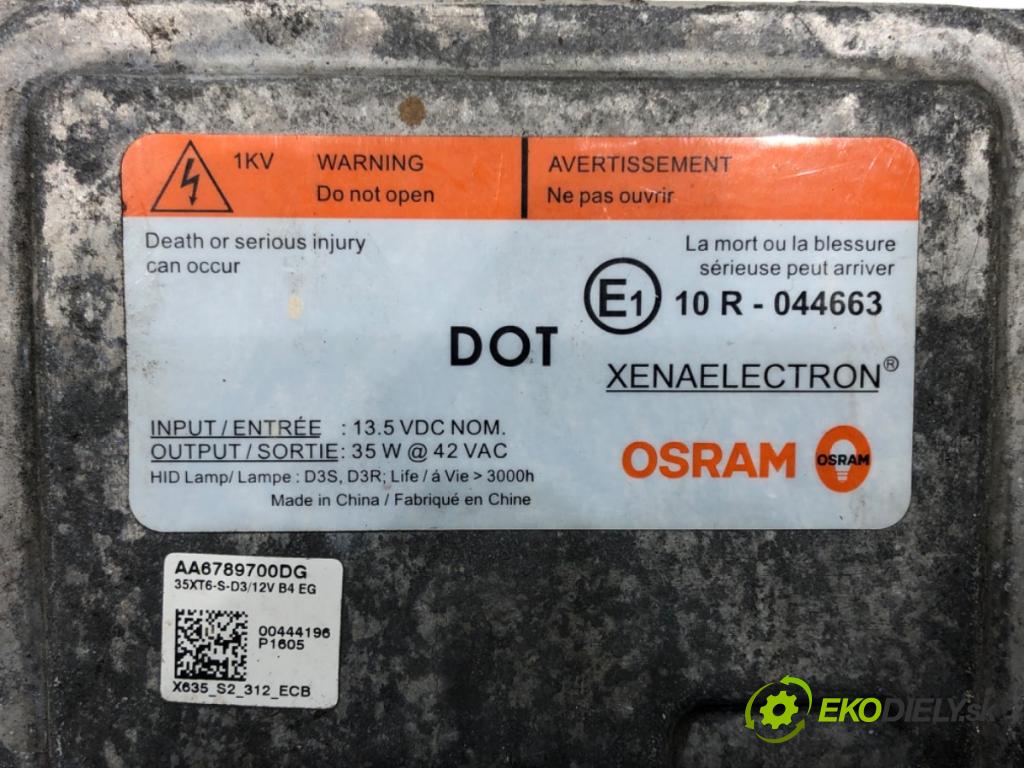 1KV WARNING
Do not open
AVERTISSEMENT
Ne pas ouvrir
Death or serious injury
can occur
La mort ou la blessure
sérieuse peut arriver
E1 10 R - 044663
DOT
XENAELECTRON®
INPUT / ENTRÉE : 13.5 VDC NOM.
OUTPUT / SORTIE: 35 W @ 42 VAC
HID Lamp/ Lampe : D3S, D3R; Life / á Vie > 3000h
Made in China / Fabriqué en Chine
OSRAM OSRAM
AA6789700DG
35XT6-S-D3/12V B4 EG
00444196
P1605
X635_S2_312_ECB
EKODIELY.sk